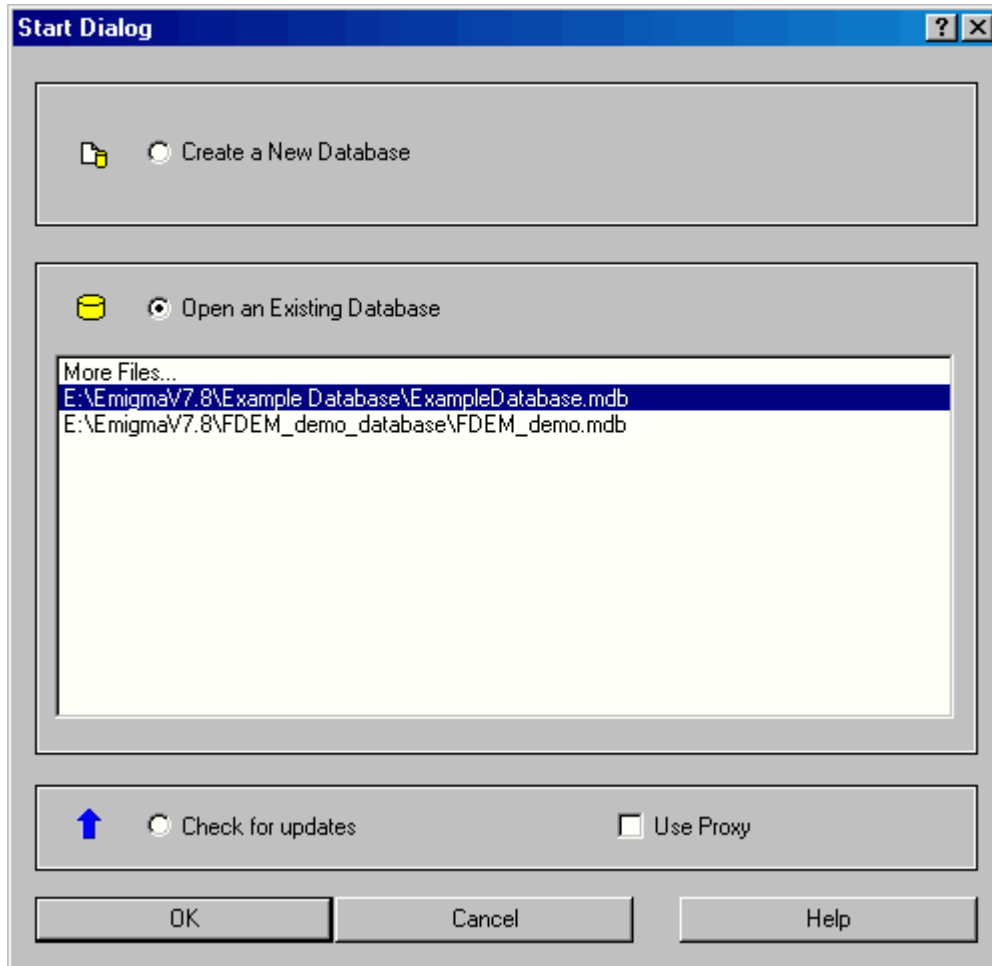 Start Dialog
Create a New Database
Open an Existing Database
More Files...
E:\EmigmaV7.8\Example Database\ExampleDatabase.mdb
E:\EmigmaV7.8\FDEM_demo_database\FDEM_demo.mdb
Check for updates Use Proxy
OK Cancel Help